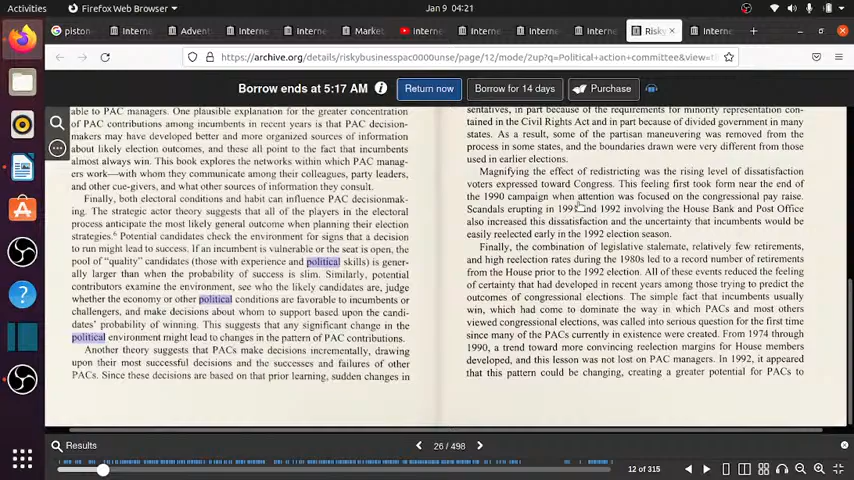 Activities
Firefox Web Browser
Jan 9 04:21
piston
Intern
Advent
Intern
Intern
Market
Intern
Intern
Intern
Intern
Risky
Intern
https://archive.org/details/riskybusinesspac0000unse/page/12/mode/2up?q=Political+action+committee&view=
Borrow ends at 5:17 AM
Return now
Borrow for 14 days
Purchase
able to PAC managers. One plausible explanation for the greater concentration
of PAC contributions among incumbents in recent years is that PAC decision-
makers may have developed better and more organized sources of information
about likely election outcomes, and these all point to the fact that incumbents
almost always win. This book explores the networks within which PAC manag-
ers work—with whom they communicate among their colleagues, party leaders,
and other cue-givers, and what other sources of information they consult.
Finally, both electoral conditions and habit can influence PAC decisionmak-
ing. The strategic actor theory suggests that all of the players in the electoral
process anticipate the most likely general outcome when planning their election
strategies.6 Potential candidates check the environment for signs that a decision
to run might lead to success. If an incumbent is vulnerable or the seat is open, the
pool of "quality" candidates (those with experience and political skills) is gener-
ally larger than when the probability of success is slim. Similarly, potential
contributors examine the environment, see who the likely candidates are, judge
whether the economy or other political conditions are favorable to incumbents or
challengers, and make decisions about whom to support based upon the candi-
dates' probability of winning. This suggests that any significant change in the
political environment might lead to changes in the pattern of PAC contributions.
Another theory suggests that PACs make decisions incrementally, drawing
upon their most successful decisions and the successes and failures of other
PACs. Since these decisions are based on that prior learning, sudden changes in
sentatives, in part because of the requirements for minority representation con-
tained in the Civil Rights Act and in part because of divided government in many
states. As a result, some of the partisan maneuvering was removed from the
process in some states, and the boundaries drawn were very different from those
used in earlier elections.
Magnifying the effect of redistricting was the rising level of dissatisfaction
voters expressed toward Congress. This feeling first took form near the end of
the 1990 campaign when attention was focused on the congressional pay raise.
Scandals erupting in 1991 and 1992 involving the House Bank and Post Office
also increased this dissatisfaction and the uncertainty that incumbents would be
easily reelected early in the 1992 election season.
Finally, the combination of legislative stalemate, relatively few retirements,
and high reelection rates during the 1980s led to a record number of retirements
from the House prior to the 1992 election. All of these events reduced the feeling
of certainty that had developed in recent years among those trying to predict the
outcomes of congressional elections. The simple fact that incumbents usually
win, which had come to dominate the way in which PACs and most others
viewed congressional elections, was called into serious question for the first time
since many of the PACs currently in existence were created. From 1974 through
1990, a trend toward more convincing reelection margins for House members
developed, and this lesson was not lost on PAC managers. In 1992, it appeared
that this pattern could be changing, creating a greater potential for PACs to
Results
26 / 498
12 of 315